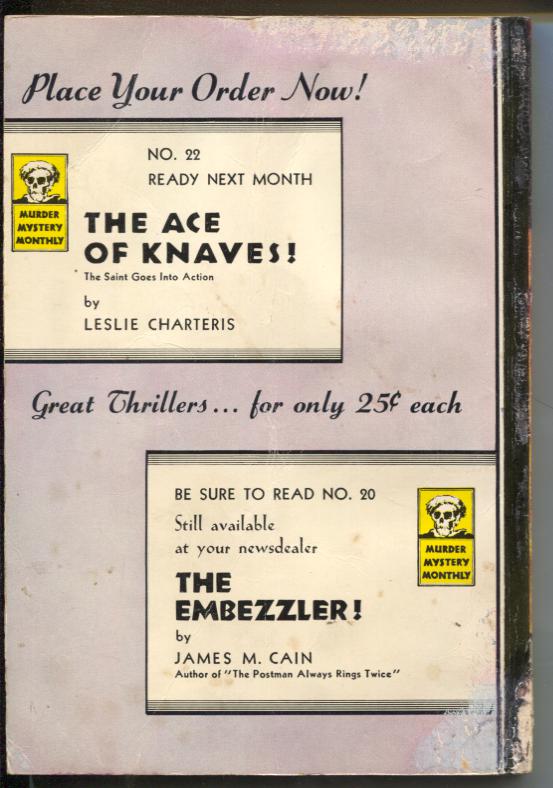 Place Your Order Now!
NO. 22
READY NEXT MONTH
MURDER
MYSTERY
MONTHLY
THE ACE
OF KNAVES!
The Saint Goes Into Action
by
LESLIE CHARTERIS
Great Thrillers... for only 25¢ each
BE SURE TO READ NO. 20
Still available
at your newsdealer
MURDER
MYSTERY
MONTHLY
THE
EMBEZZLER!
by
JAMES M. CAIN
Author of "The Postman Always Rings Twice"